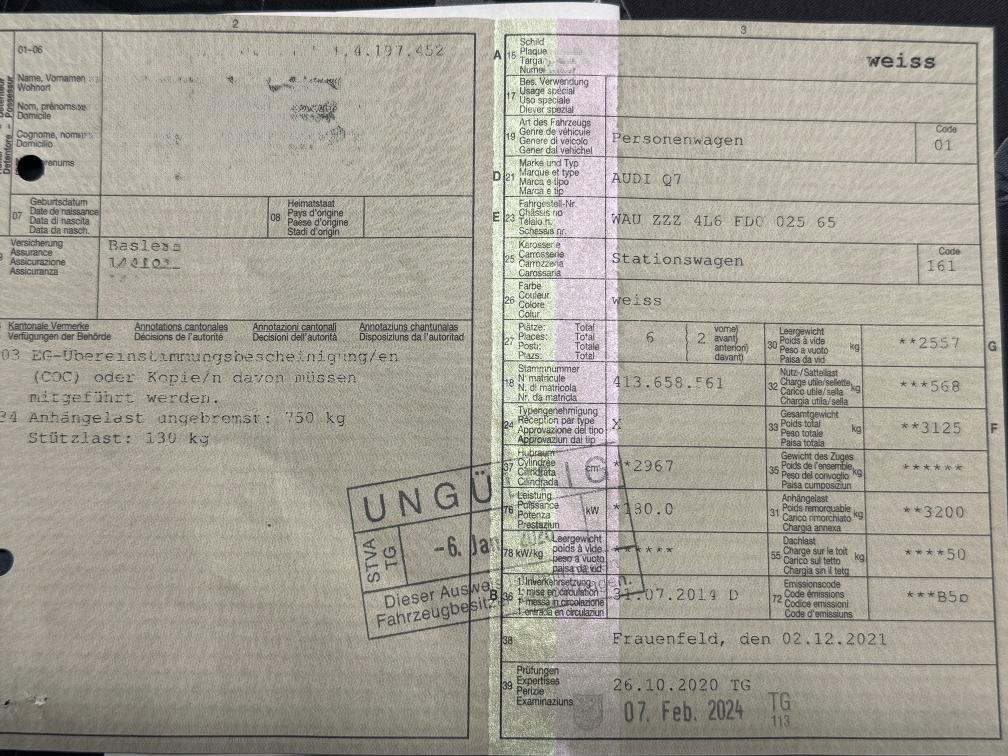 2
01-06
1.4.197.452
Name, Vornamen
Wohnort
Nom, prénoms
Domicile
Cognome, nomi
Domicilio
07
Geburtsdatum
Date de naissance
Data di nascita
Data da nasch.
08
Heimatstaat
Pays d'origine
Paese d'origine
Stadi d'origin
Versicherung
Assurance
Assicurazione
Assicuranza
Kantonale Vermerke
Verfügungen der Behörde
Annotations cantonales
Décisions de l'autorité
Annotazioni cantonali
Decisioni dell'autorità
Annotaziuns chantunalas
Disposiziuns da l'autoritad
03 EG-Übereinstimmungsbescheinigung/en
(COC) oder Kopie/n davon müssen
mitgeführt werden.
Anhängelast ungebremst: 750 kg
Stützlast: 130 kg
UNGÜ
STVA
TG
-6. Jan
Dieser Auswe
Fahrzeugbesitze
3
A 15
Schild
Plaque
Targa
Numer
weiss
17
Bes. Verwendung
Usage spécial
Uso speciale
Diever spezial
19
Art des Fahrzeugs
Genre de véhicule
Genere di veicolo
Gener dal vehichel
Personenwagen
Code
01
D 21
Marke und Typ
Marque et type
Marca e tipo
Marca e tip
AUDI Q7
E 23
Fahrgestell-Nr.
Châssis no
Telaio n.
Schessis nr.
WAU ZZZ 4L6 FD0 025 65
25
Karosserie
Carrosserie
Carrozzeria
Carossaria
Stationswagen
Code
161
26
Farbe
Couleur
Colore
Colur
weiss
27
Plätze: Total
Places: Total
Posti: Totale
Plazs: Total
6
2
vorne)
avant)
anteriori)
davant)
30
Leergewicht
Poids à vide
Peso a vuoto
Paisa da vid
kg
**2557
G
18
Stammnummer
N° matricule
N. di matricola
Nr. da matricla
413.658.561
32
Nutz-/Sattellast
Charge utile/sellette
Carico utile/sella
Chargia utila/sella
kg
***568
24
Typengenehmigung
Réception par type
Approvazione del tipo
Approvaziun dal tip
X
33
Gesamtgewicht
Poids total
Peso totale
Paisa totala
kg
**3125
F
37
Hubraum
Cylindrée
Cilindrata
Cilindrada
cm³
**2967
35
Gewicht des Zuges
Poids de l'ensemble
Peso del convoglio
Paisa cumposiziun
kg
******
76
Leistung
Puissance
Potenza
Prestaziun
kW
*180.0
31
Anhängelast
Poids remorquable
Carico rimorchiato
Chargia annexa
kg
**3200
78 kW/kg
Leergewicht
poids à vide
peso a vuoto
paisa da vid
******
55
Dachlast
Charge sur le toit
Carico sul tetto
Chargia sin il tetg
kg
****50
B 36
1. Inverkehrsetzung
1re mise en circulation
1a messa in circolazione
1. entrada en circulaziun
31.07.2014 D
72
Emissionscode
Code émissions
Codice emissioni
Code d'emissiuns
***B5b
38
Frauenfeld, den 02.12.2021
39
Prüfungen
Expertises
Perizie
Examinaziuns
26.10.2020 TG
07. Feb. 2024
TG
113